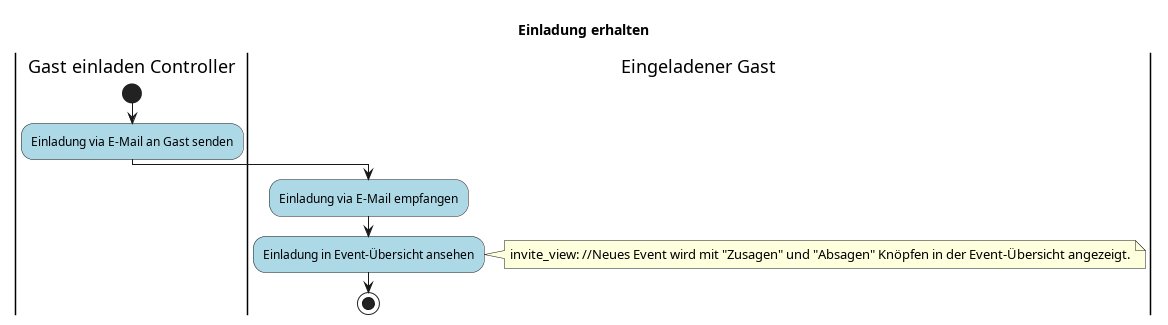 Einladung erhalten
Gast einladen Controller
Eingeladener Gast
Einladung via E-Mail an Gast senden
Einladung via E-Mail empfangen
Einladung in Event-Übersicht ansehen
invite_view: //Neues Event wird mit "Zusagen" und "Absagen" Knöpfen in der Event-Übersicht angezeigt.